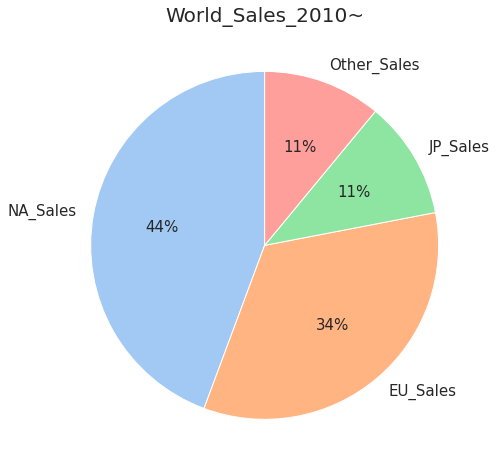 World_Sales_2010~
Other_Sales
JP_Sales
NA_Sales
EU_Sales
11%
11%
44%
34%